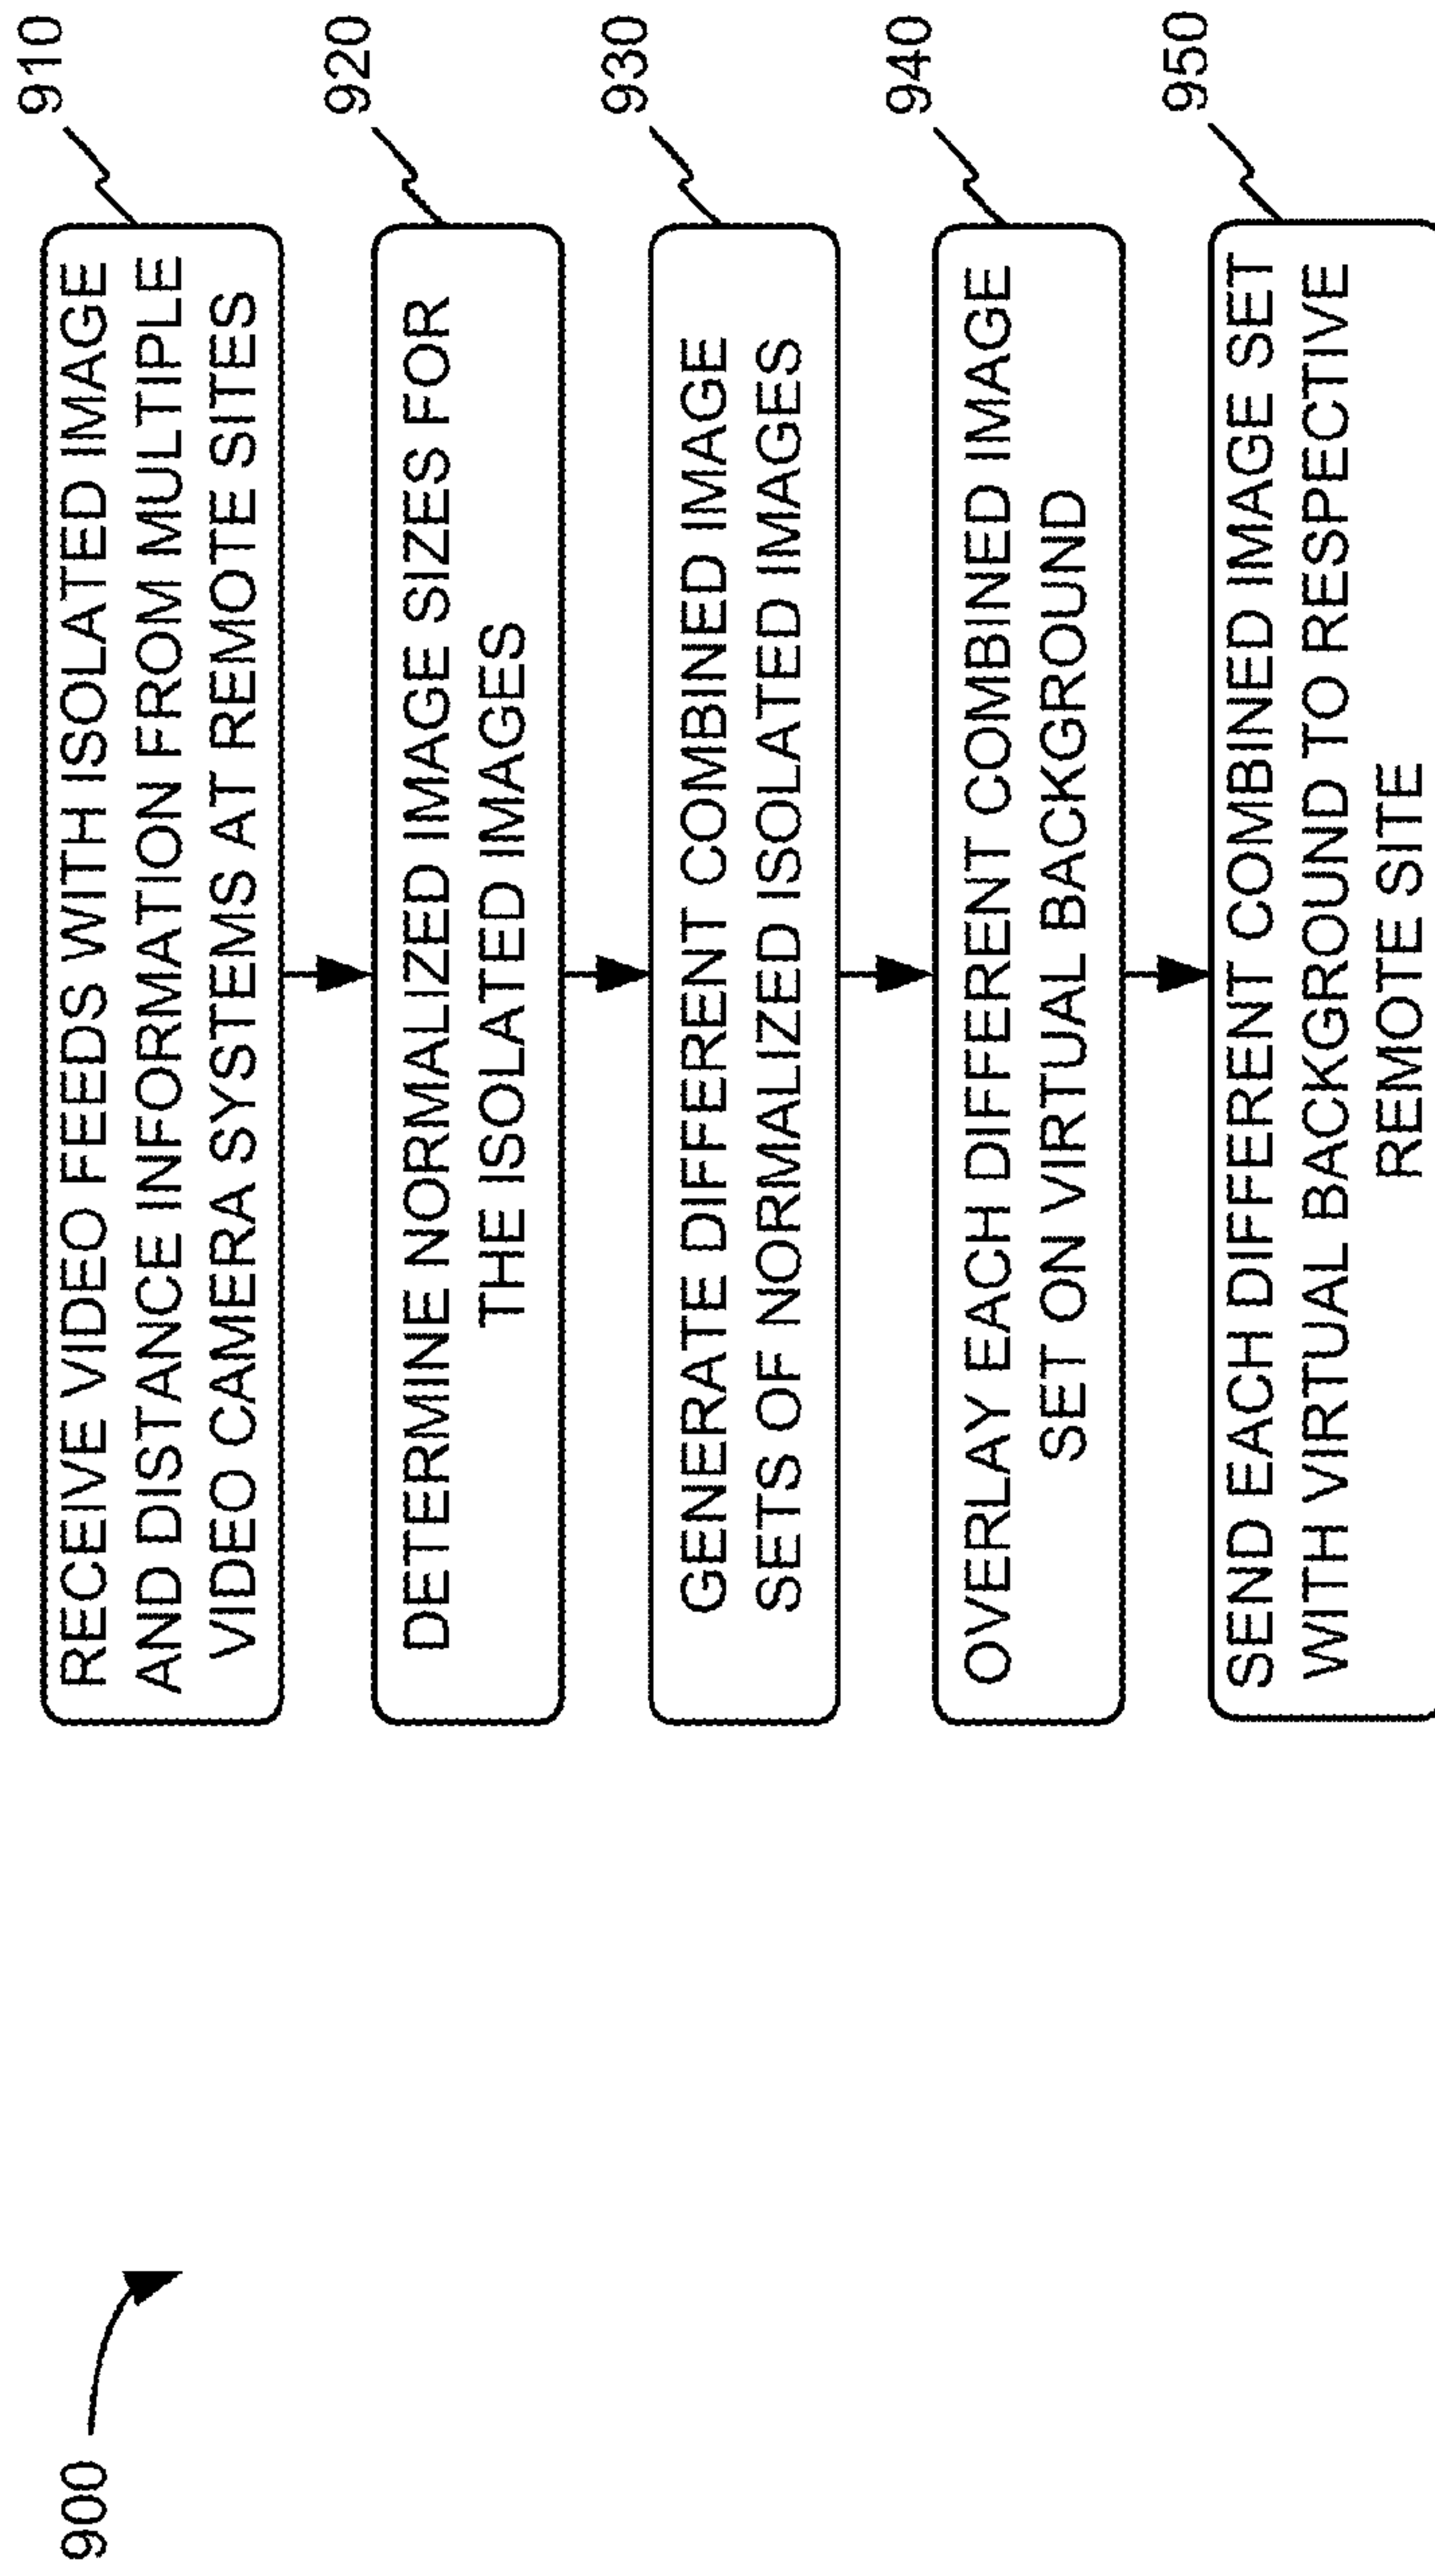 900
910
RECEIVE VIDEO FEEDS WITH ISOLATED IMAGE
AND DISTANCE INFORMATION FROM MULTIPLE
VIDEO CAMERA SYSTEMS AT REMOTE SITES
920
DETERMINE NORMALIZED IMAGE SIZES FOR
THE ISOLATED IMAGES
930
GENERATE DIFFERENT COMBINED IMAGE
SETS OF NORMALIZED ISOLATED IMAGES
940
OVERLAY EACH DIFFERENT COMBINED IMAGE
SET ON VIRTUAL BACKGROUND
950
SEND EACH DIFFERENT COMBINED IMAGE SET
WITH VIRTUAL BACKGROUND TO RESPECTIVE
REMOTE SITE